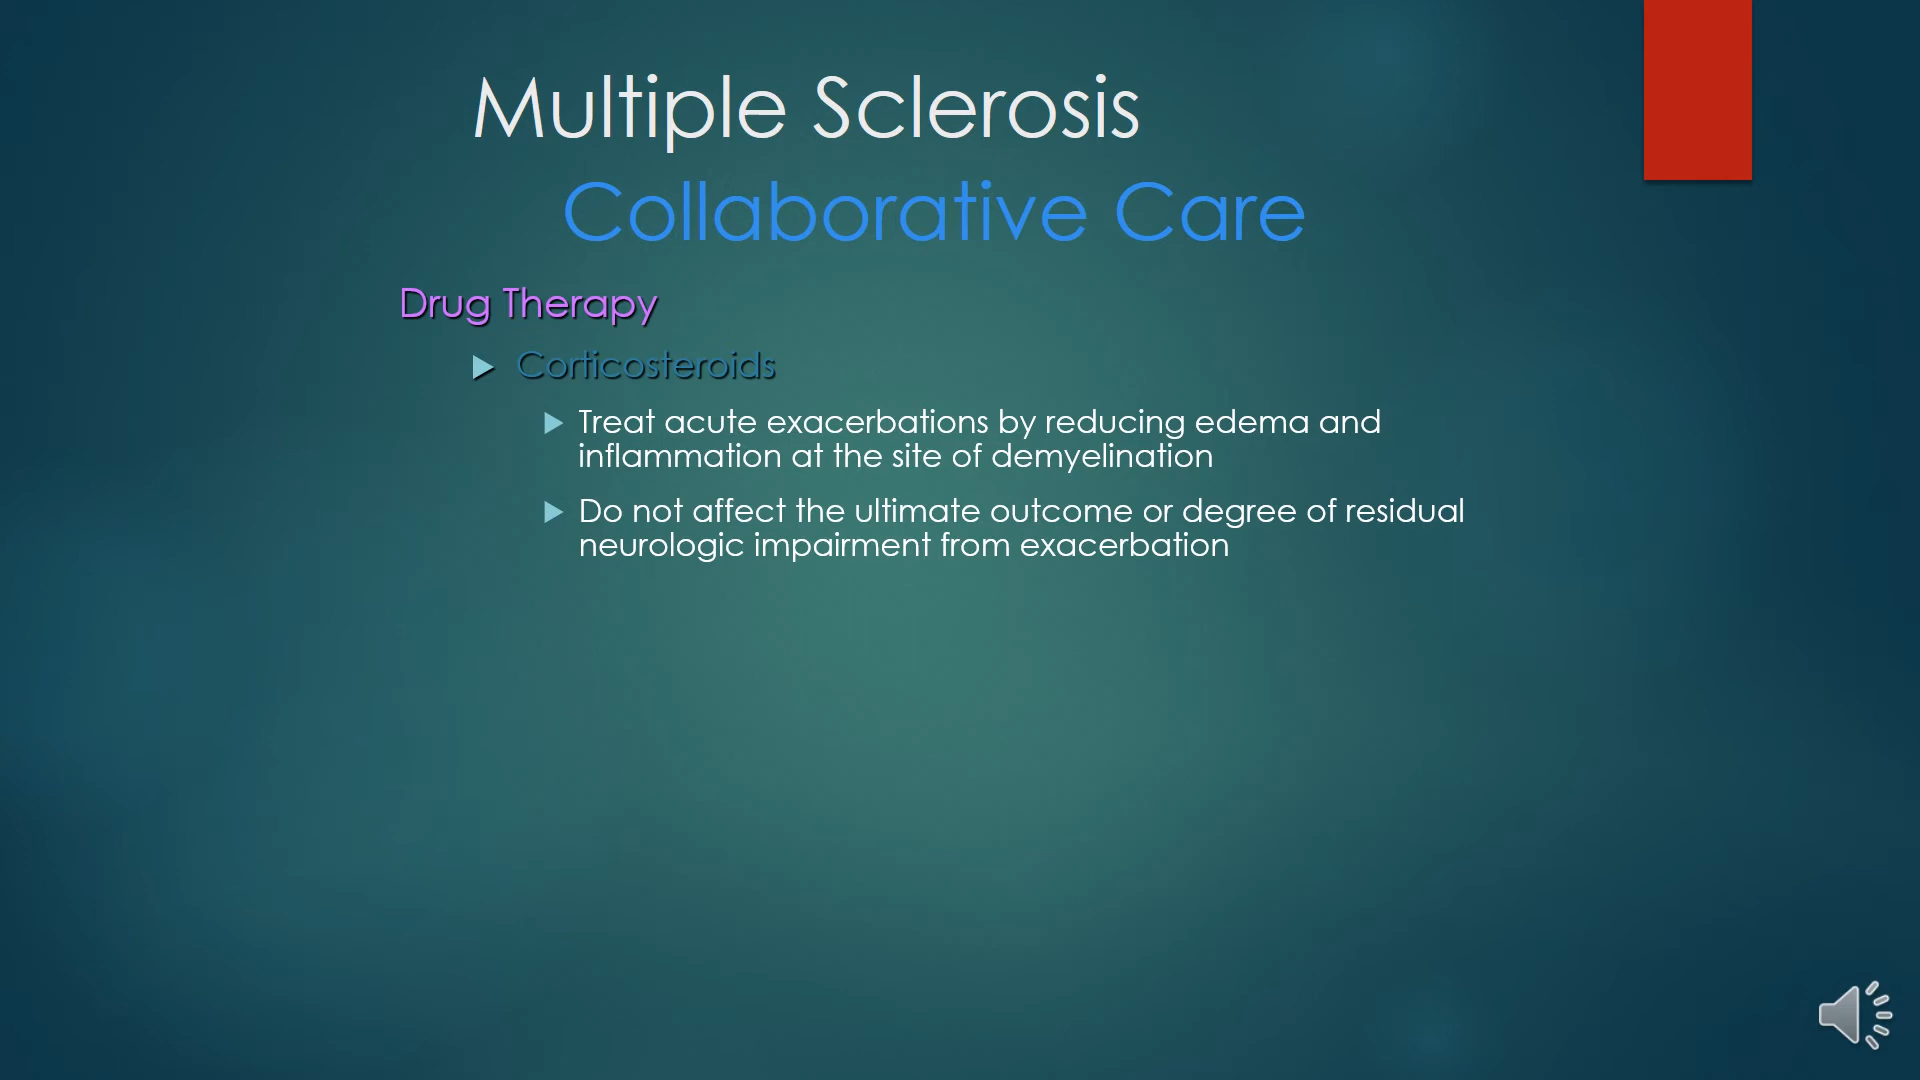 Multiple Sclerosis
Collaborative Care
Drug Therapy
Corticosteroids
Treat acute exacerbations by reducing edema and
inflammation at the site of demyelination
Do not affect the ultimate outcome or degree of residual
neurologic impairment from exacerbation